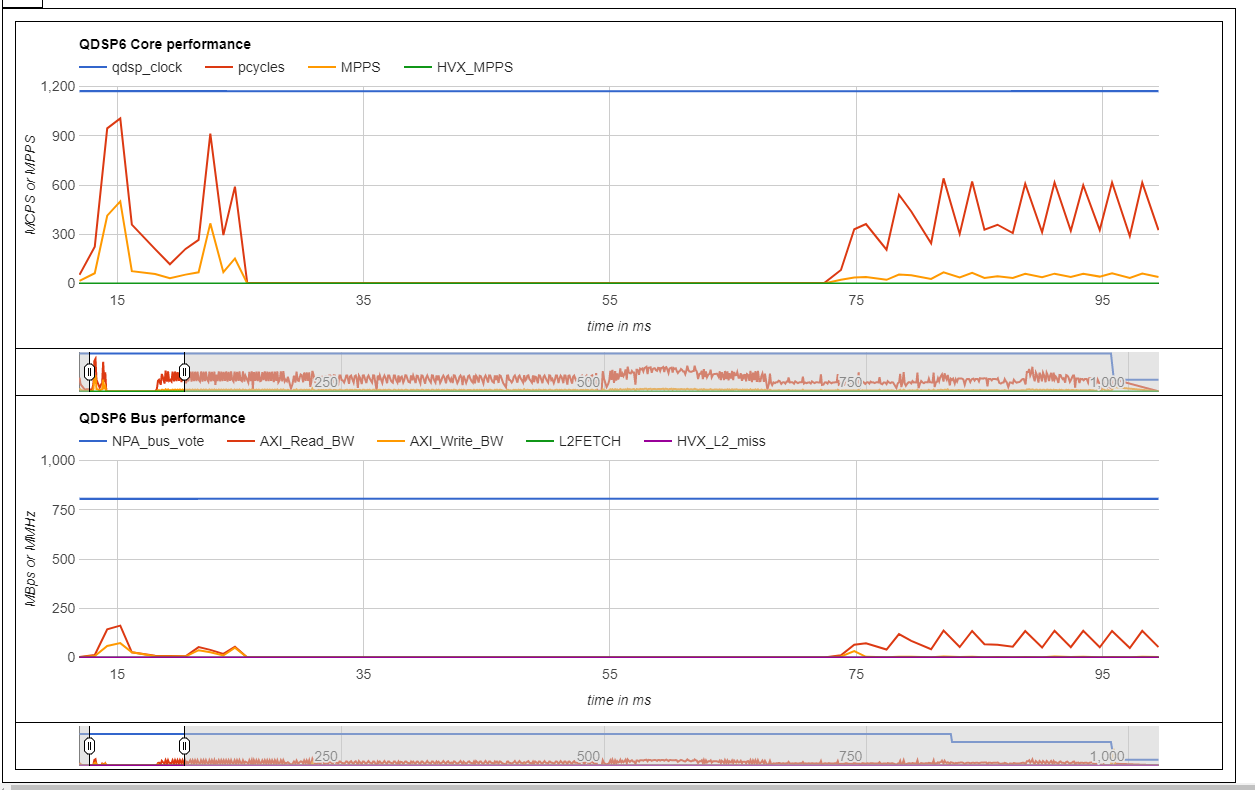 QDSP6 Core performance
qdsp_clock pcycles MPPS HVX_MPPS
1,200
900
600
300
0
MCPS or MPPS
15 35 55 75 95
time in ms
250 500 750 1,000
QDSP6 Bus performance
NPA_bus_vote AXI_Read_BW AXI_Write_BW L2FETCH HVX_L2_miss
1,000
750
500
250
0
MBps or MMHz
15 35 55 75 95
time in ms
250 500 750 1,000